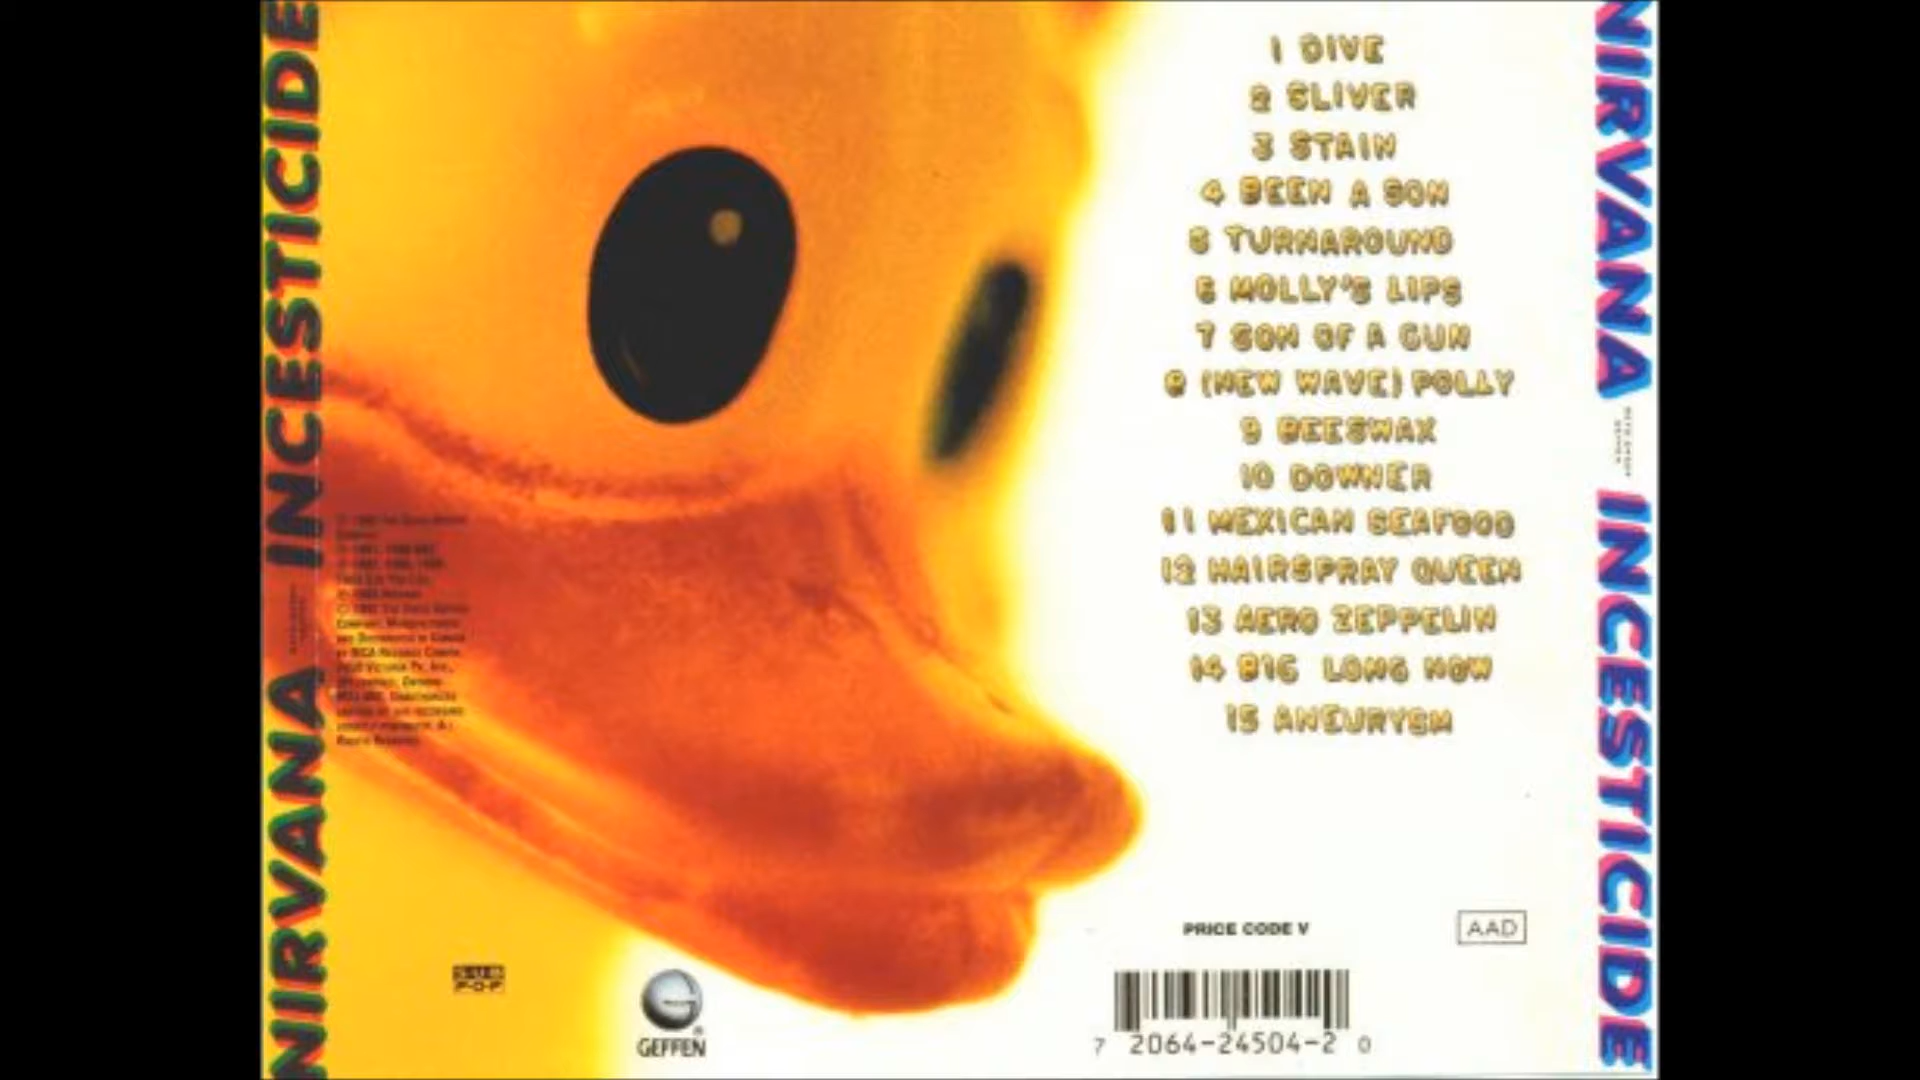 NIRVANA INCESTICIDE
1 DIVE
2 SLIVER
3 STAIN
4 BEEN A SON
5 TURNAROUND
6 MOLLY'S LIPS
7 SON OF A GUN
8 (NEW WAVE) POLLY
9 BEESWAX
10 DOWNER
11 MEXICAN SEAFOOD
12 HAIRSPRAY QUEEN
13 AERO ZEPPELIN
14 BIG LONG NOW
15 ANEURYSM
PRICE CODE V
AAD
SUB
POP
GEFFEN
®
7 2064-24504-2 0
NIRVANA INCESTICIDE